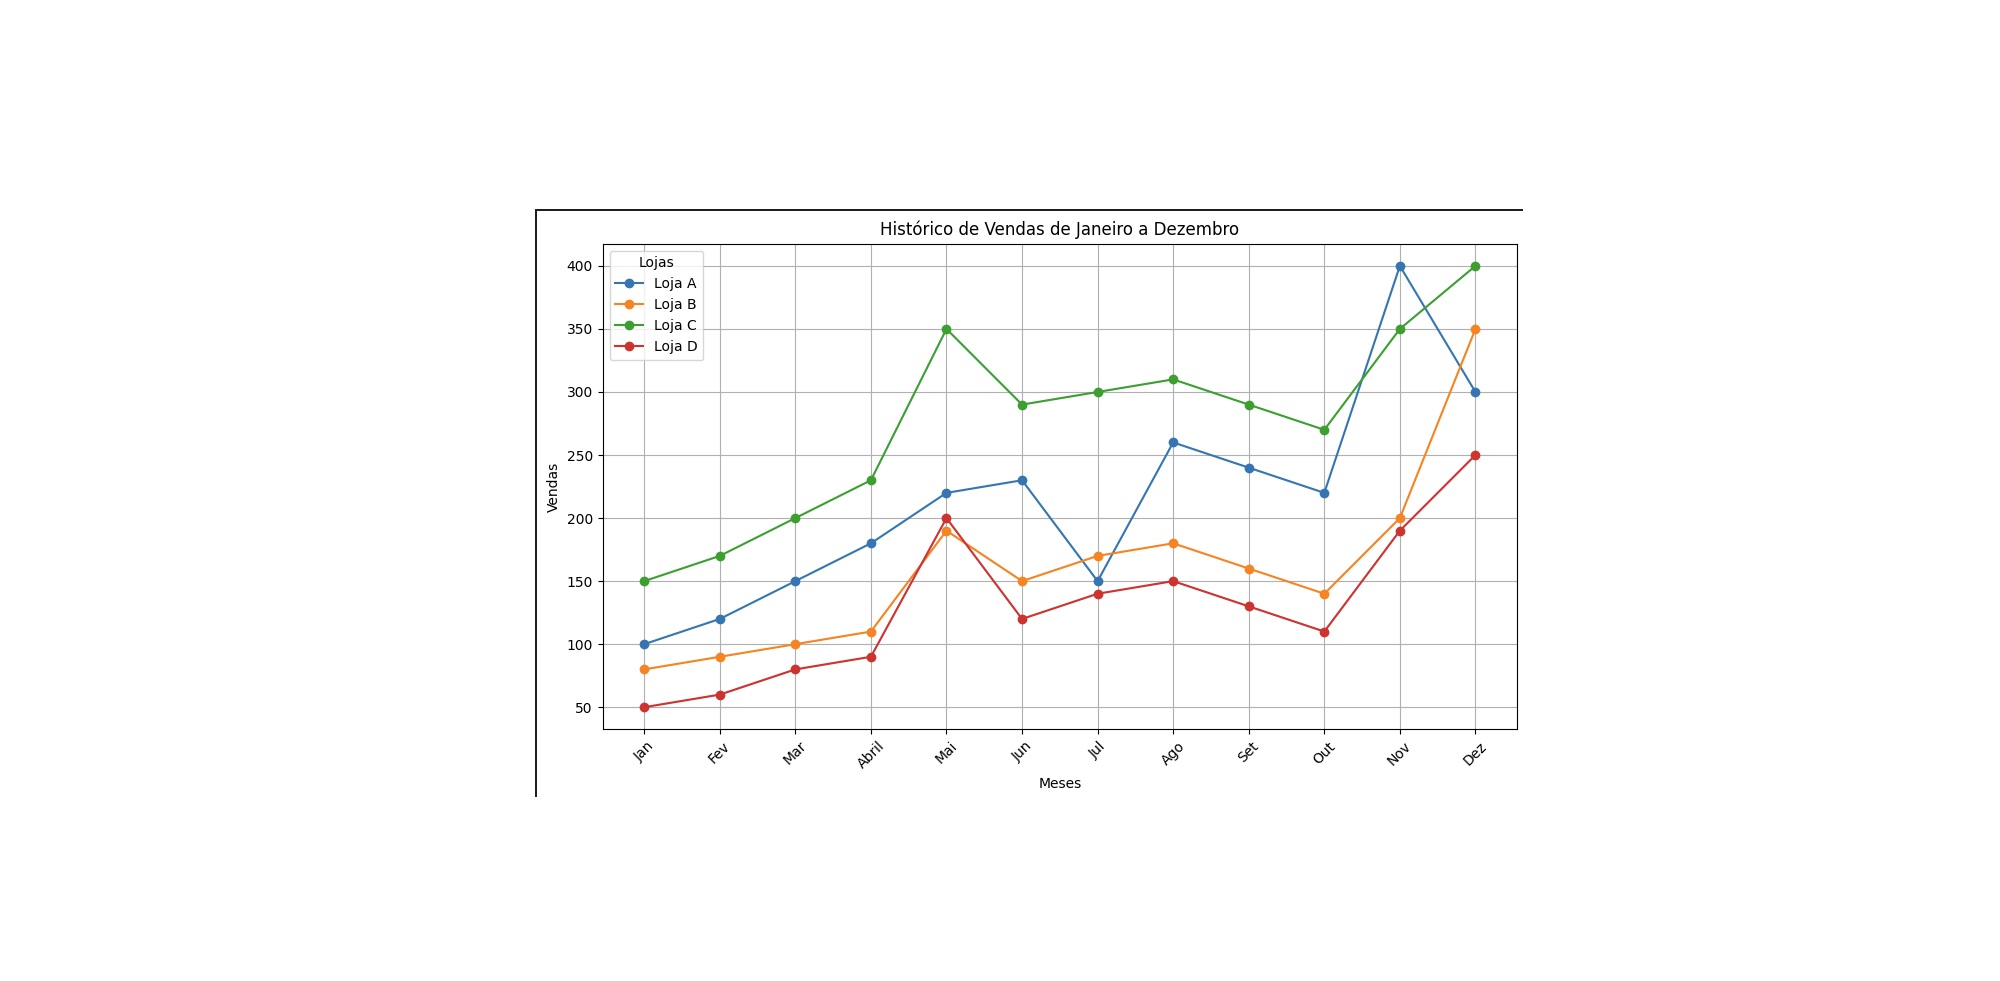 Histórico de Vendas de Janeiro a Dezembro
Lojas
Loja A
Loja B
Loja C
Loja D
400
350
300
250
200
150
100
50
Vendas
Jan
Fev
Mar
Abril
Mai
Jun
Jul
Ago
Set
Out
Nov
Dez
Meses